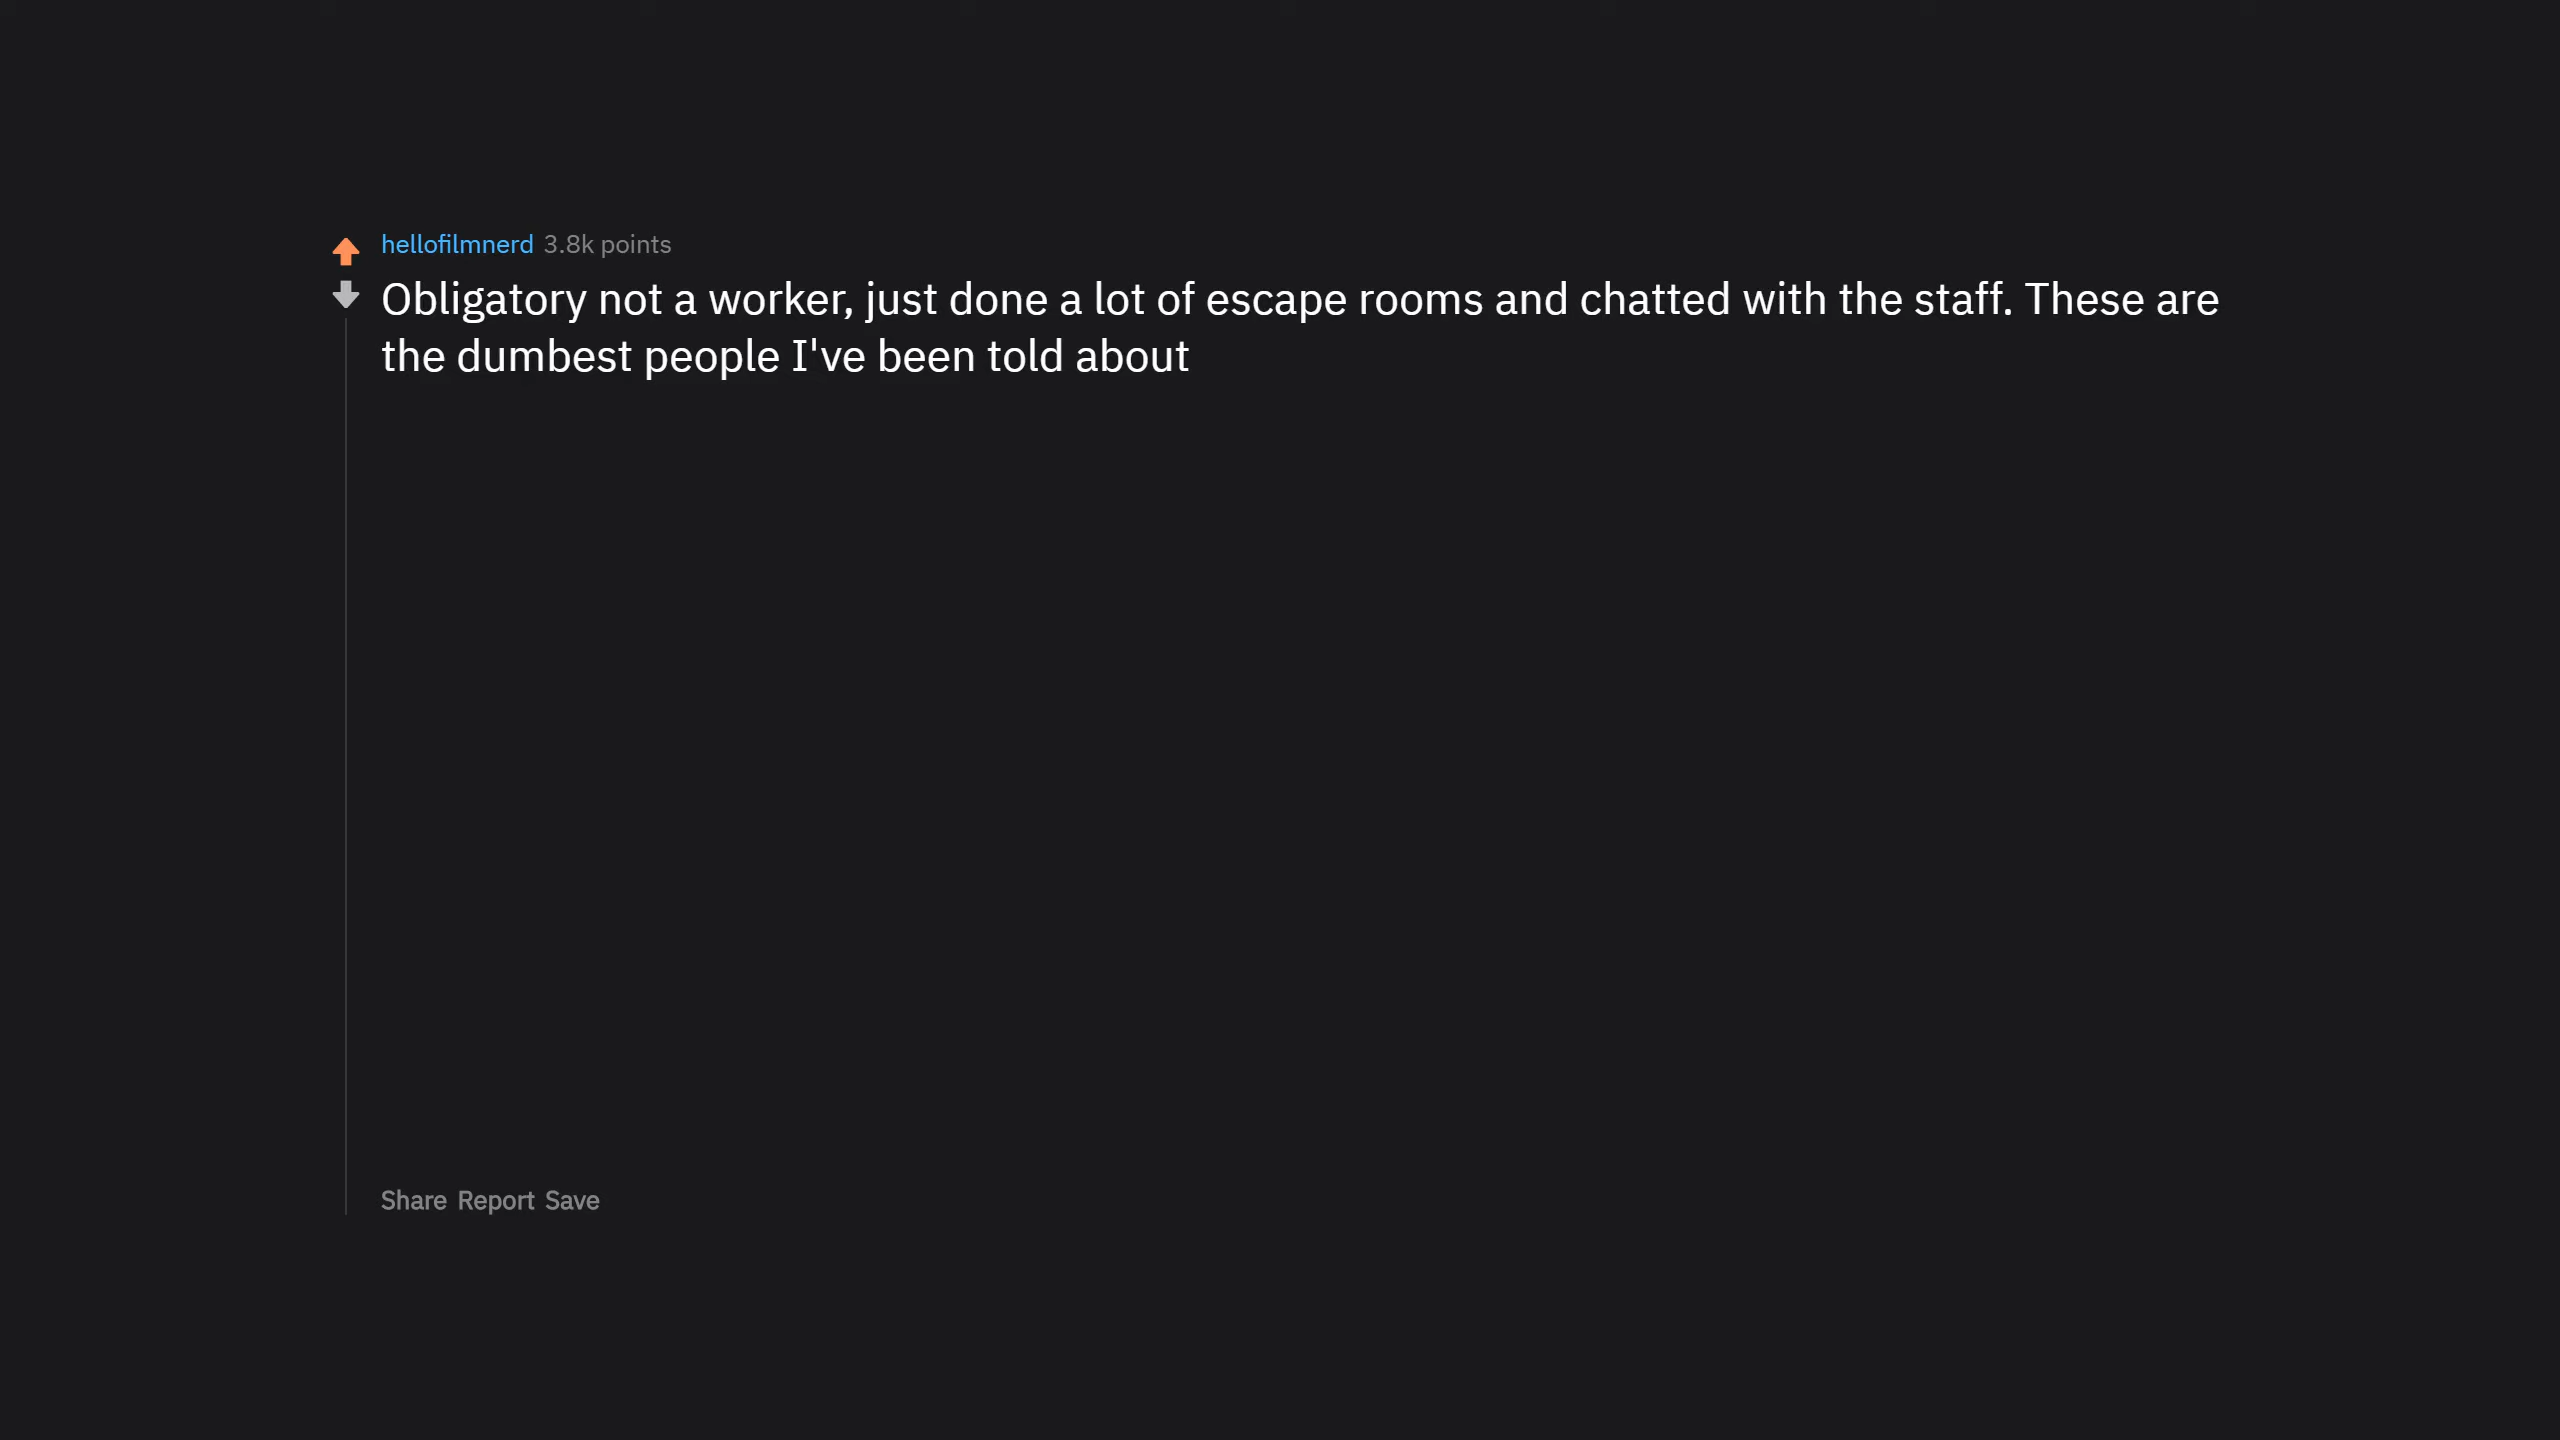 hellofilmnerd 3.8k points
Obligatory not a worker, just done a lot of escape rooms and chatted with the staff. These are
the dumbest people I've been told about
Share Report Save